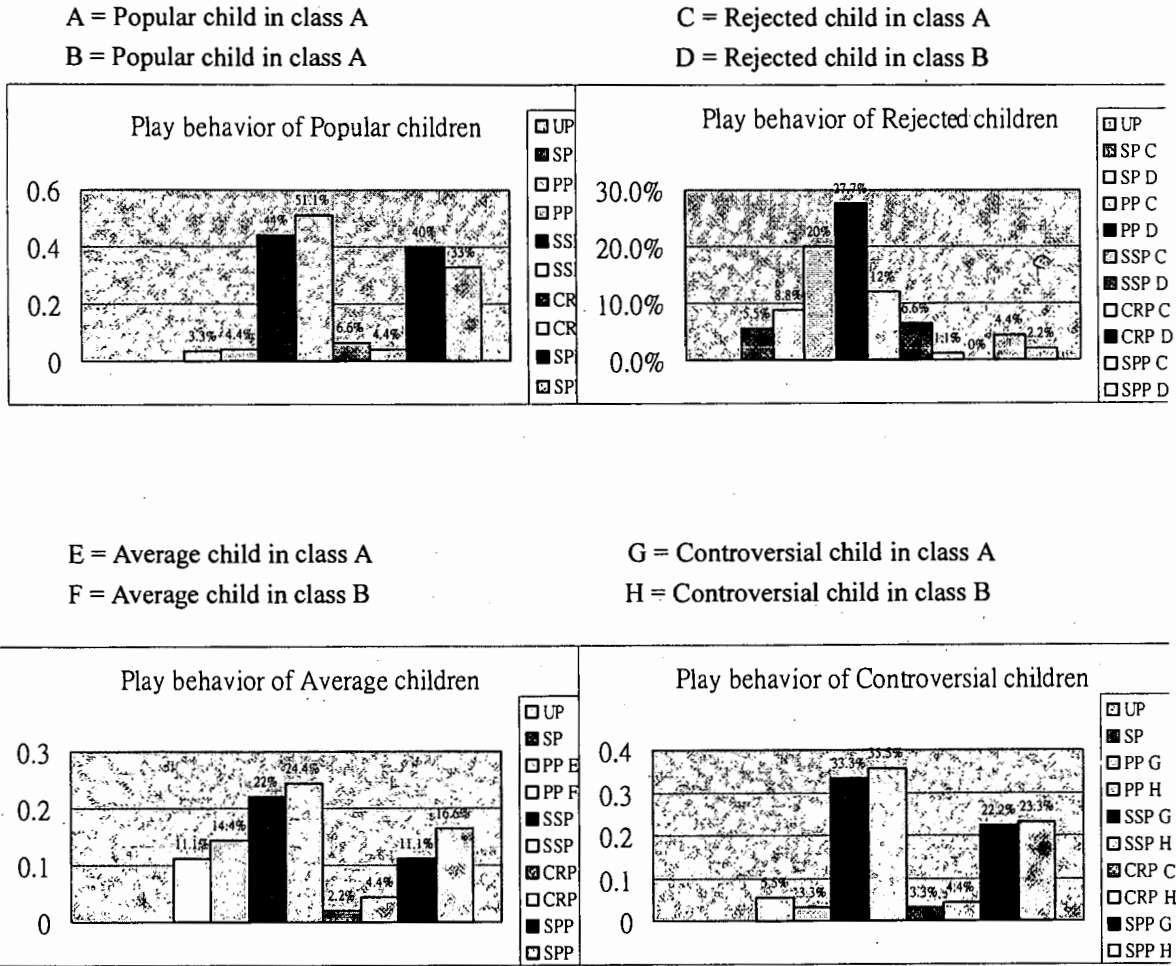 A = Popular child in class A
B = Popular child in class A
C = Rejected child in class A
D = Rejected child in class B
Play behavior of Popular children
0.6
0.4
0.2
0
3.3%
4.4%
44%
51.1%
6.6%
4.4%
40%
33%
UP
SP
PP
PP
SS
SS
CR
CR
SP
SP
Play behavior of Rejected children
30.0%
20.0%
10.0%
0.0%
5.5%
8.8%
20%
27.7%
12%
6.6%
1.1%
0%
4.4%
2.2%
UP
SP C
SP D
PP C
PP D
SSP C
SSP D
CRP C
CRP D
SPP C
SPP D
E = Average child in class A
F = Average child in class B
G = Controversial child in class A
H = Controversial child in class B
Play behavior of Average children
0.3
0.2
0.1
0
11.1%
14.4%
22%
24.4%
2.2%
4.4%
11.1%
16.6%
UP
SP
PP E
PP F
SSP
SSP
CRP
CRP
SPP
SPP
Play behavior of Controversial children
0.4
0.3
0.2
0.1
0
5.5%
3.3%
33.3%
35.5%
3.3%
4.4%
22.2%
23.3%
UP
SP
PP G
PP H
SSP G
SSP H
CRP C
CRP H
SPP G
SPP H